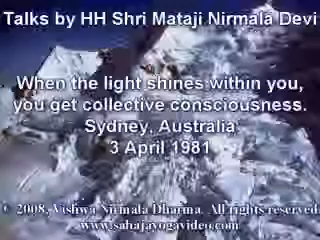 Talks by HH Shri Mataji Nirmala Devi
When the light shines within you,
you get collective consciousness.
Sydney, Australia
3 April 1981
© 2008, Vishwa Nirmala Dharma. All rights reserved.
www.sahajayogavideo.com